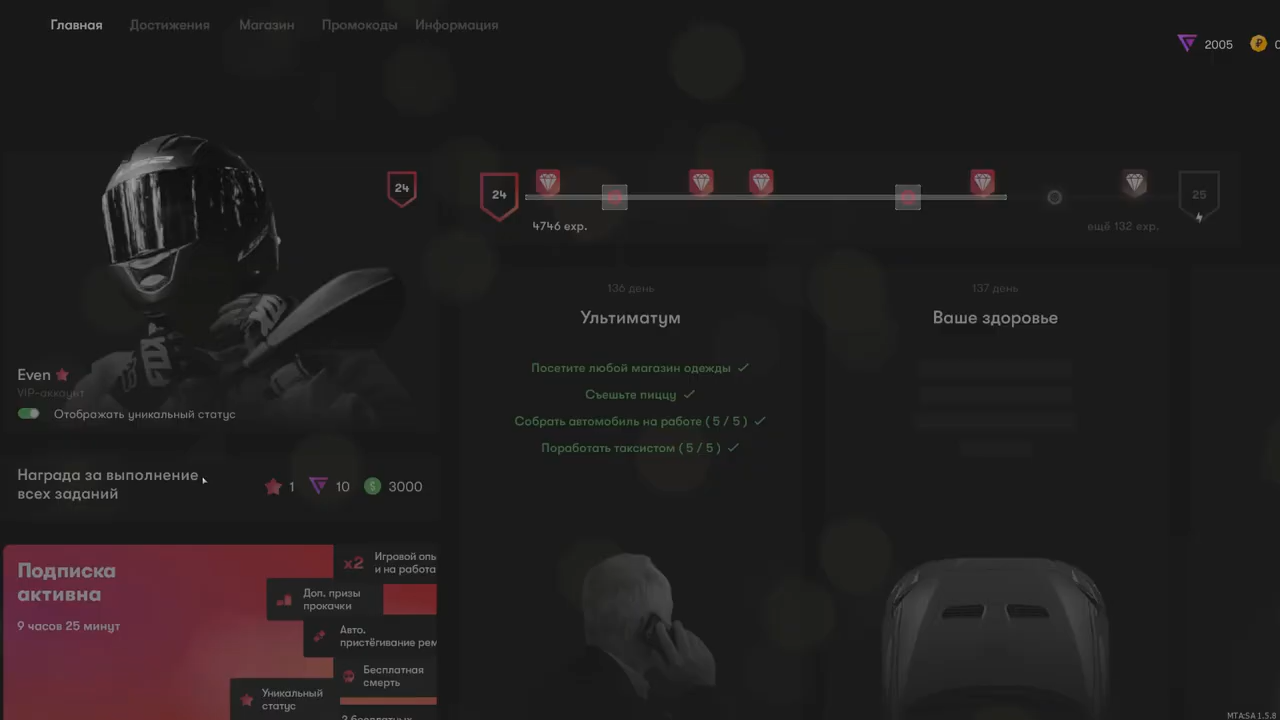 Главная Достижения Магазин Промокоды Информация
2005
24
24
25
4746 exp.
ещё 132 exp.
136 день
Ультиматум
Посетите любой магазин одежды
Съешьте пиццу
Собрать автомобиль на работе ( 5 / 5 )
Поработать таксистом ( 5 / 5 )
137 день
Ваше здоровье
Even
VIP-аккаунт
Отображать уникальный статус
Награда за выполнение
всех заданий
1 10 3000
Подписка
активна
9 часов 25 минут
x2
Игровой опы
и на работа
Доп. призы
прокачки
Авто.
пристёгивание рем
Бесплатная
смерть
Уникальный
статус
MTA:SA 1.5.8